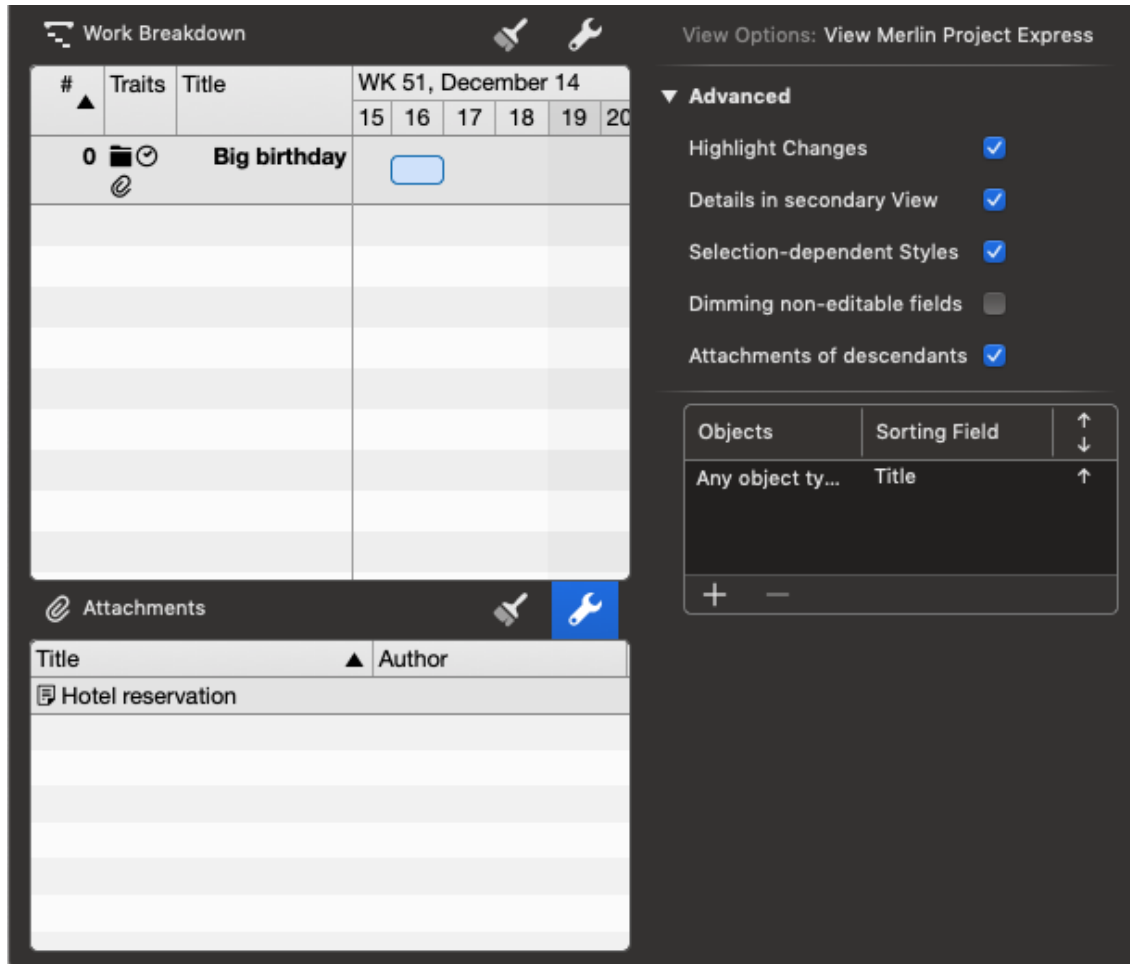 Work Breakdown
# Traits Title WK 51, December 14
15 16 17 18 19 20
0 Big birthday
Attachments
Title Author
Hotel reservation
View Options: View Merlin Project Express
Advanced
Highlight Changes
Details in secondary View
Selection-dependent Styles
Dimming non-editable fields
Attachments of descendants
Objects Sorting Field
Any object ty... Title